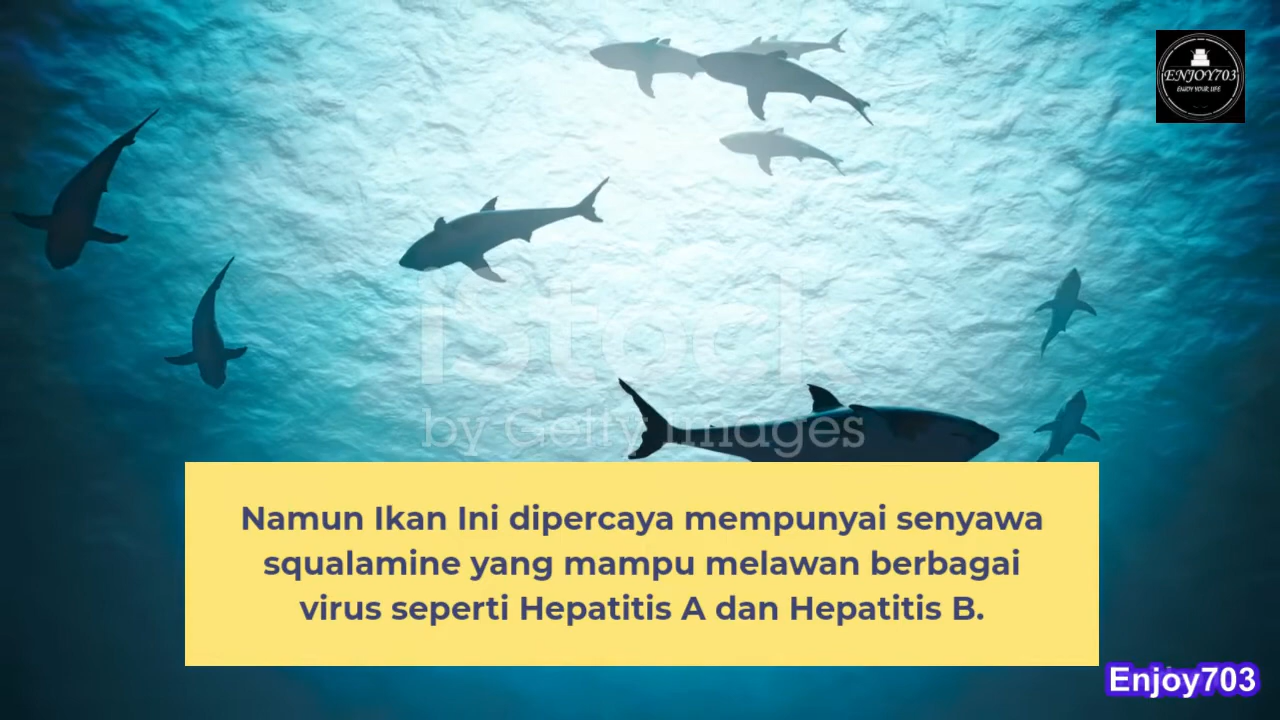 ENJOY703
ENJOY YOUR LIFE
iStock
by Getty Images
Namun Ikan Ini dipercaya mempunyai senyawa
squalamine yang mampu melawan berbagai
virus seperti Hepatitis A dan Hepatitis B.
Enjoy703